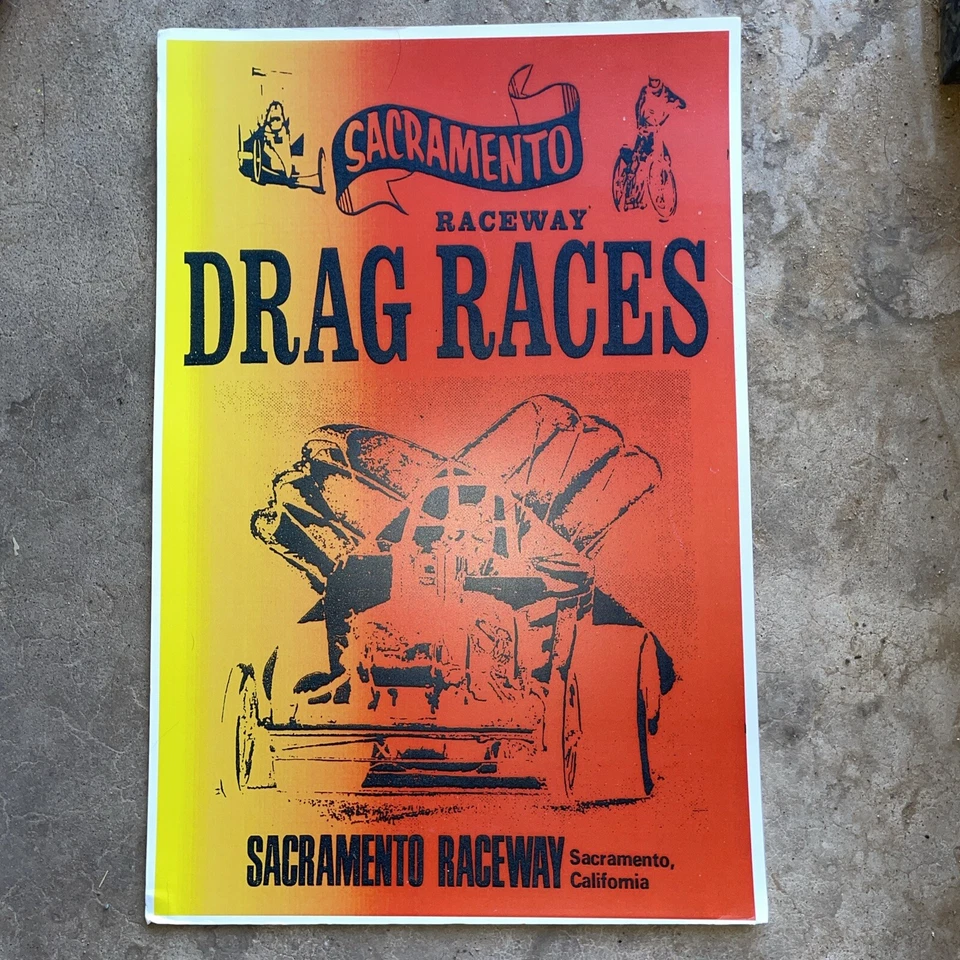 SACRAMENTO
RACEWAY
DRAG RACES
SACRAMENTO RACEWAY
Sacramento,
California